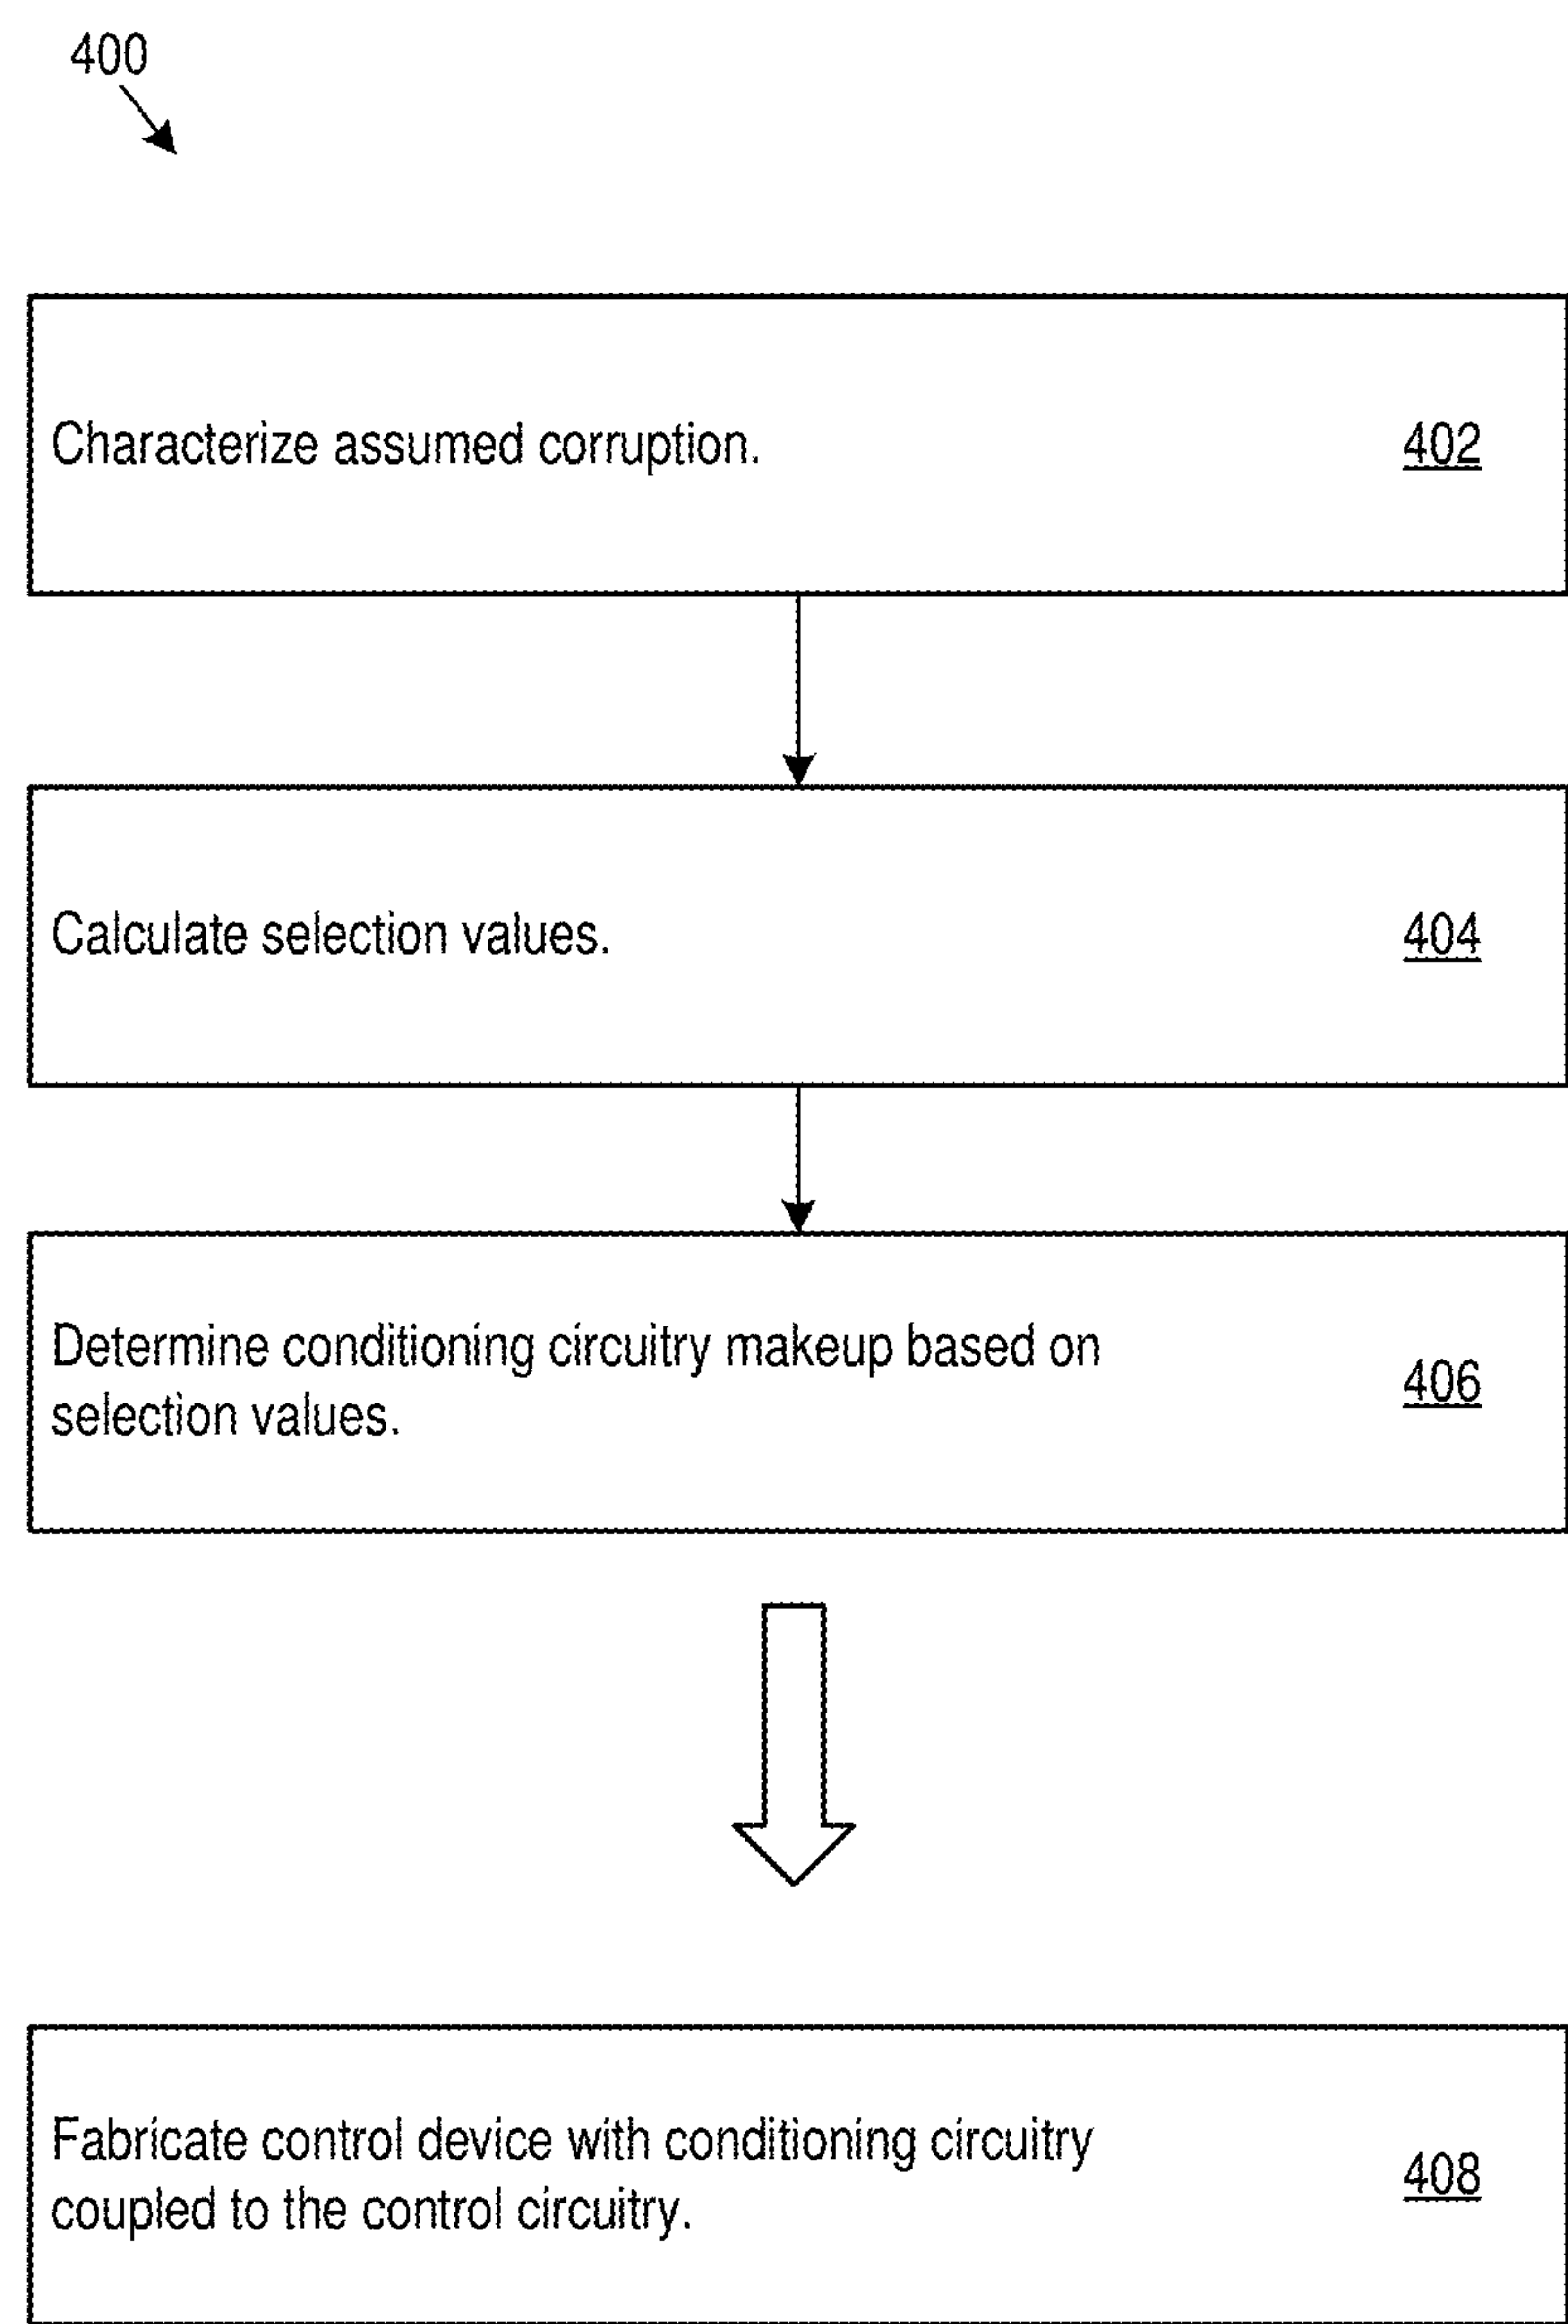 400
Characterize assumed corruption. 402
Calculate selection values. 404
Determine conditioning circuitry makeup based on
selection values.
406
Fabricate control device with conditioning circuitry
coupled to the control circuitry.
408